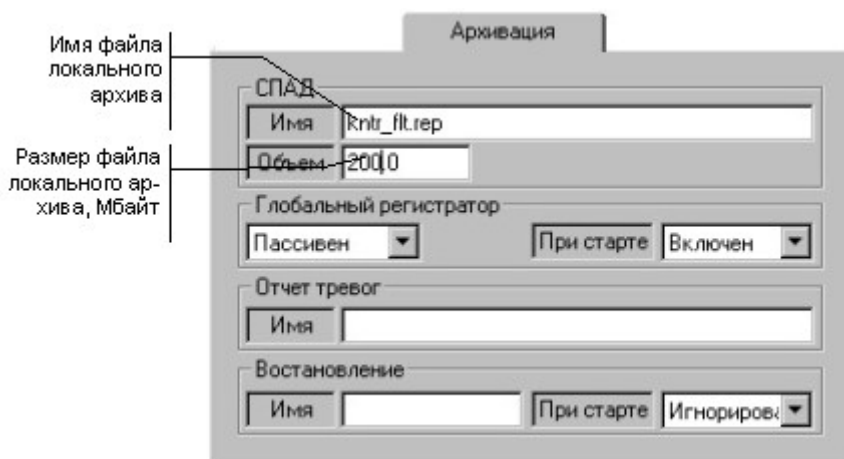 Архивация
Имя файла
локального
архива
СПАД
Имя kntr_flt.rep
Размер файла
локального ар-
хива, Мбайт
Объем 200.0
Глобальный регистратор
Пассивен При старте Включен
Отчет тревог
Имя
Востановление
Имя При старте Игнорирова